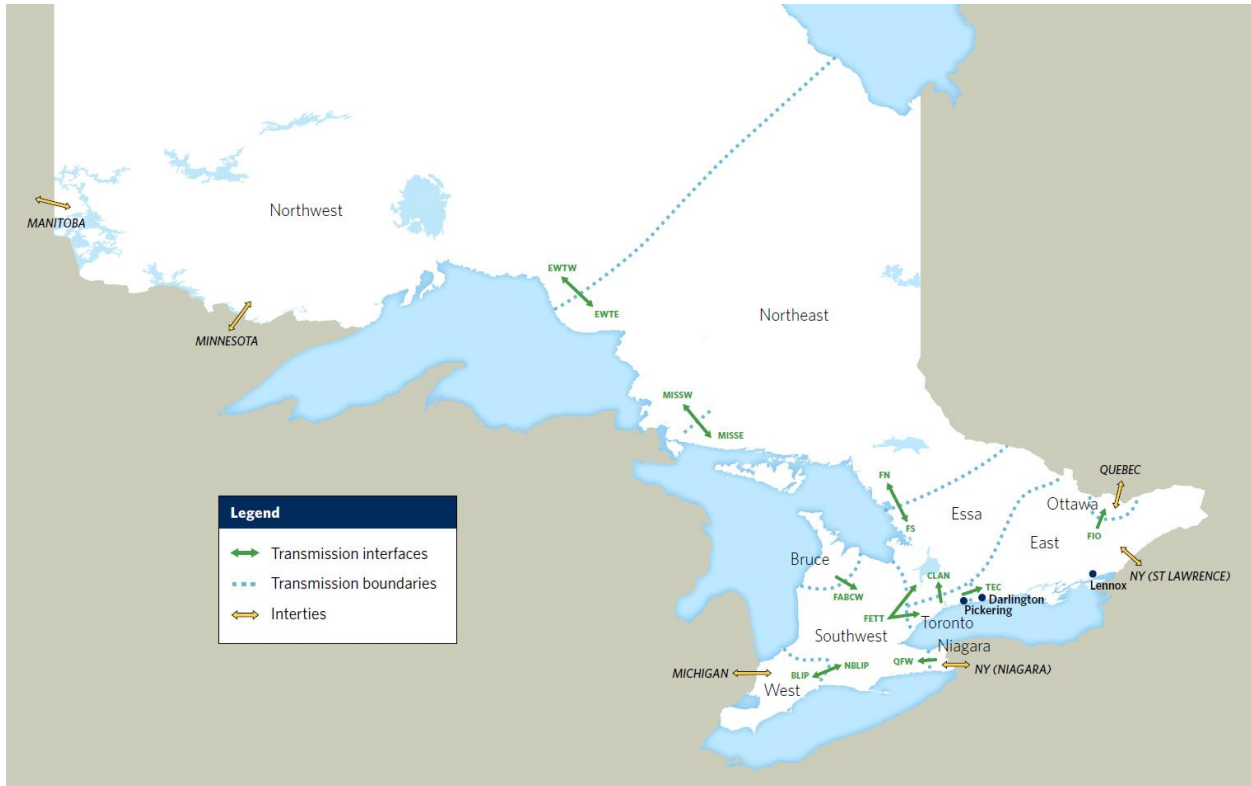 Northwest
MANITOBA
MINNESOTA
EWTW
EWTE
Northeast
MISSW
MISSE
FN
FS
Essa
QUEBEC
Ottawa
FIO
East
NY (ST LAWRENCE)
Lennox
Bruce
FABCW
CLAN
TEC
Darlington
Pickering
FETT
Toronto
Southwest
Niagara
QFW
NY (NIAGARA)
MICHIGAN
BLIP
NBLIP
West
Legend
Transmission interfaces
Transmission boundaries
Interties